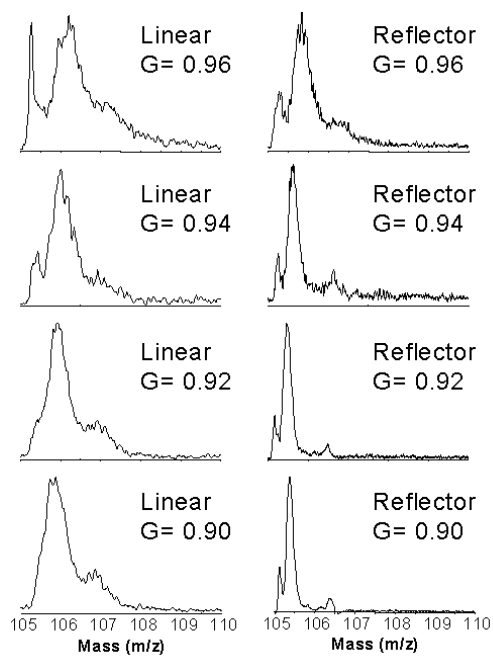 Linear
G= 0.96
Reflector
G= 0.96
Linear
G= 0.94
Reflector
G= 0.94
Linear
G= 0.92
Reflector
G= 0.92
Linear
G= 0.90
Reflector
G= 0.90
105 106 107 108 109 110
105 106 107 108 109 110
Mass (m/z)
Mass (m/z)